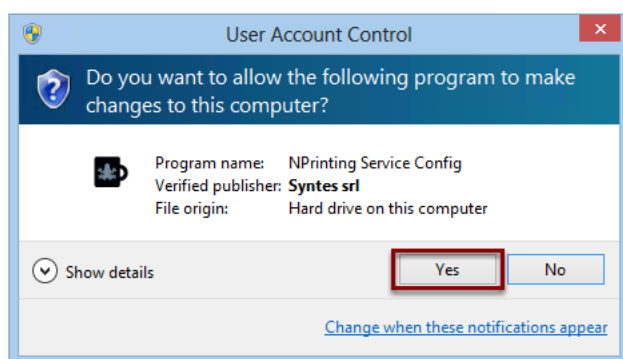 User Account Control
Do you want to allow the following program to make
changes to this computer?
Program name: NPrinting Service Config
Verified publisher: Syntes srl
File origin: Hard drive on this computer
Show details
Yes No
Change when these notifications appear